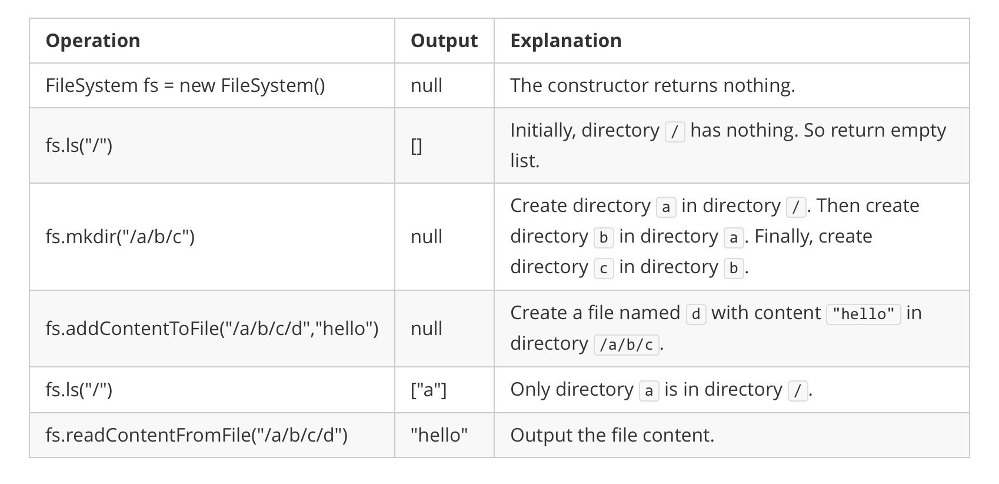 Operation Output Explanation
FileSystem fs = new FileSystem() null The constructor returns nothing.
fs.ls("/") [] Initially, directory / has nothing. So return empty
list.
fs.mkdir("/a/b/c") null Create directory a in directory /. Then create
directory b in directory a. Finally, create
directory c in directory b.
fs.addContentToFile("/a/b/c/d","hello") null Create a file named d with content "hello" in
directory /a/b/c.
fs.ls("/") ["a"] Only directory a is in directory /.
fs.readContentFromFile("/a/b/c/d") "hello" Output the file content.